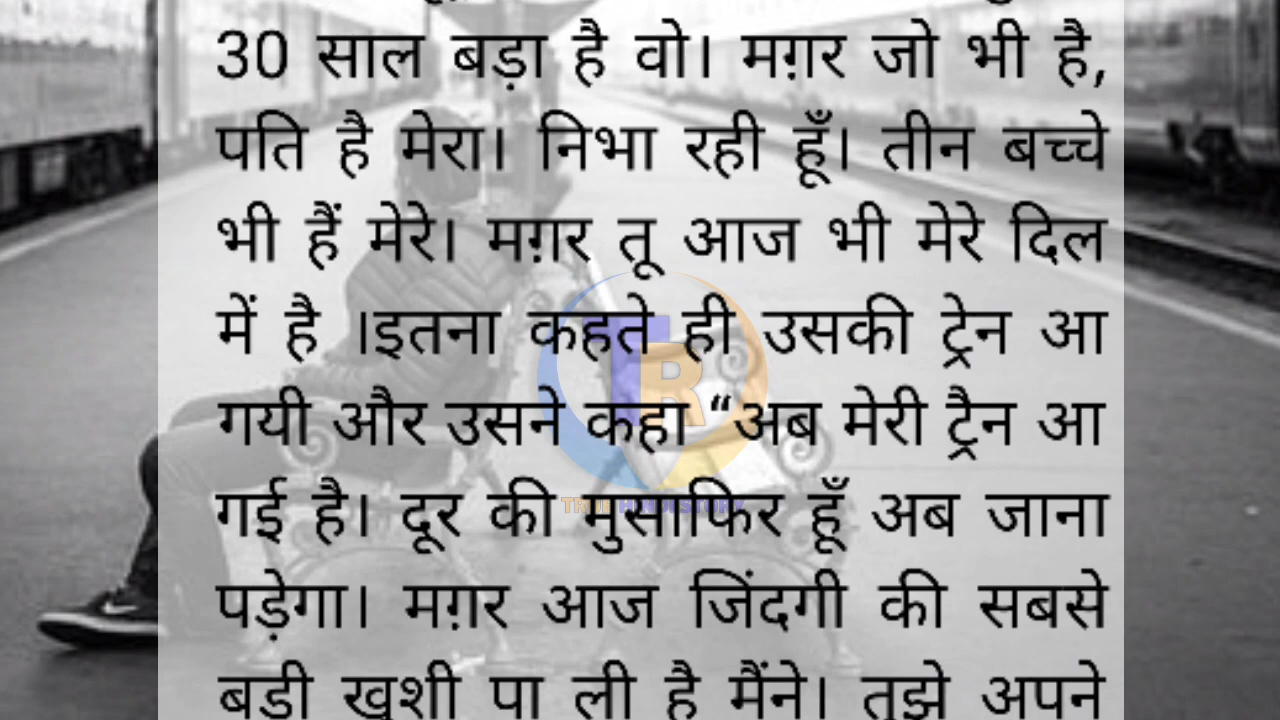 30 साल बड़ा है वो। मग़र जो भी है,
पति है मेरा। निभा रही हूँ। तीन बच्चे
भी हैं मेरे। मग़र तू आज भी मेरे दिल
में है ।इतना कहते ही उसकी ट्रेन आ
गयी और उसने कहा “अब मेरी ट्रैन आ
गई है। दूर की मुसाफिर हूँ अब जाना
पड़ेगा। मग़र आज जिंदगी की सबसे
बड़ी खुशी पा ली है मैंने। तुझे अपने
TR